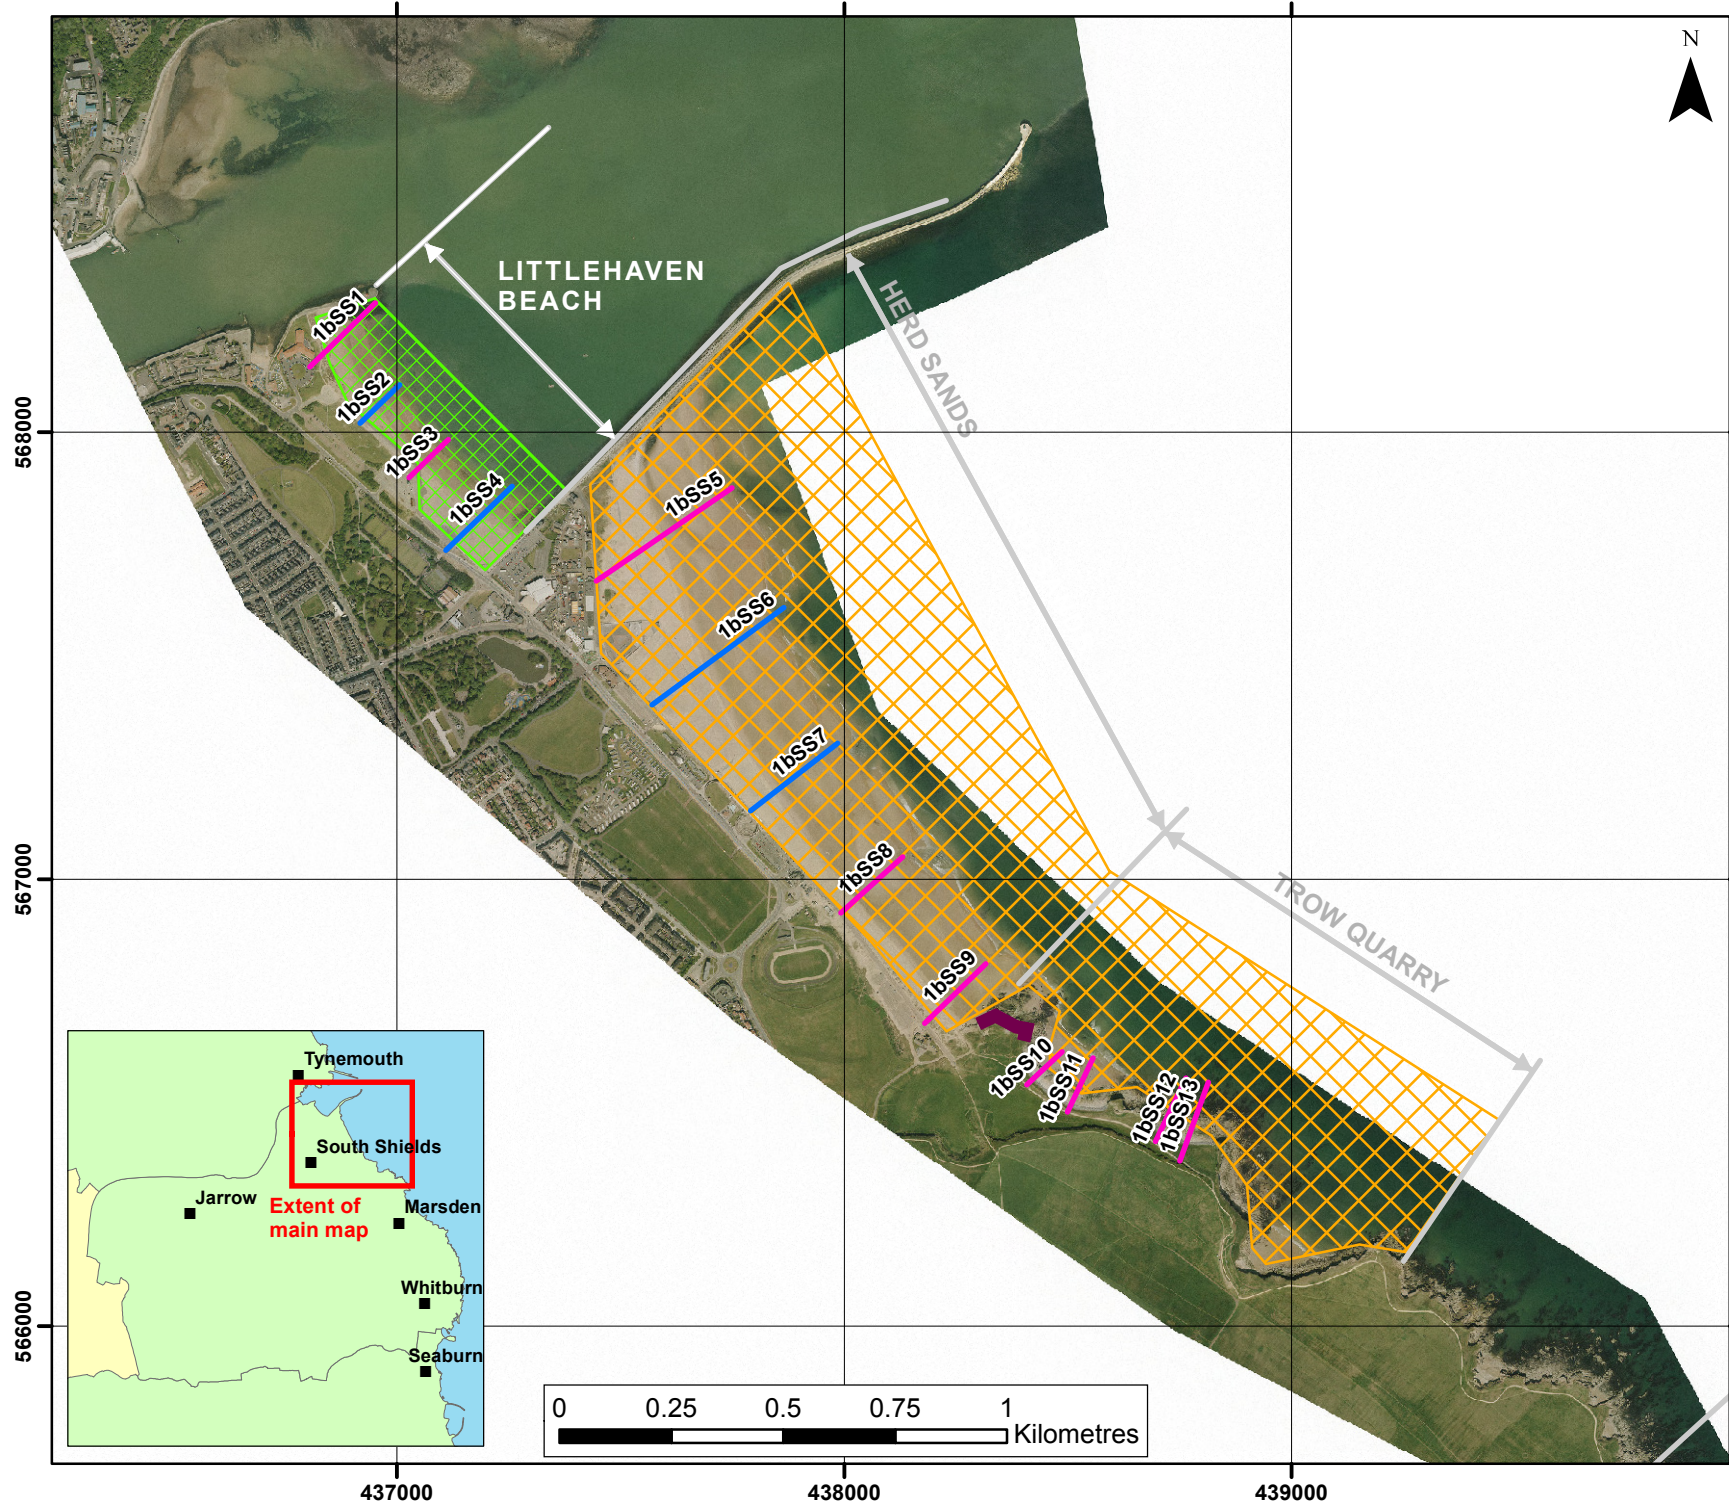 N
LITTLEHAVEN
BEACH
HERD SANDS
TROW QUARRY
1bSS1
1bSS2
1bSS3
1bSS4
1bSS5
1bSS6
1bSS7
1bSS8
1bSS9
1bSS10
1bSS11
1bSS12
1bSS13
568000
567000
566000
Tynemouth
South Shields
Jarrow
Extent of
main map
Marsden
Whitburn
Seaburn
0 0.25 0.5 0.75 1
Kilometres
437000 438000 439000